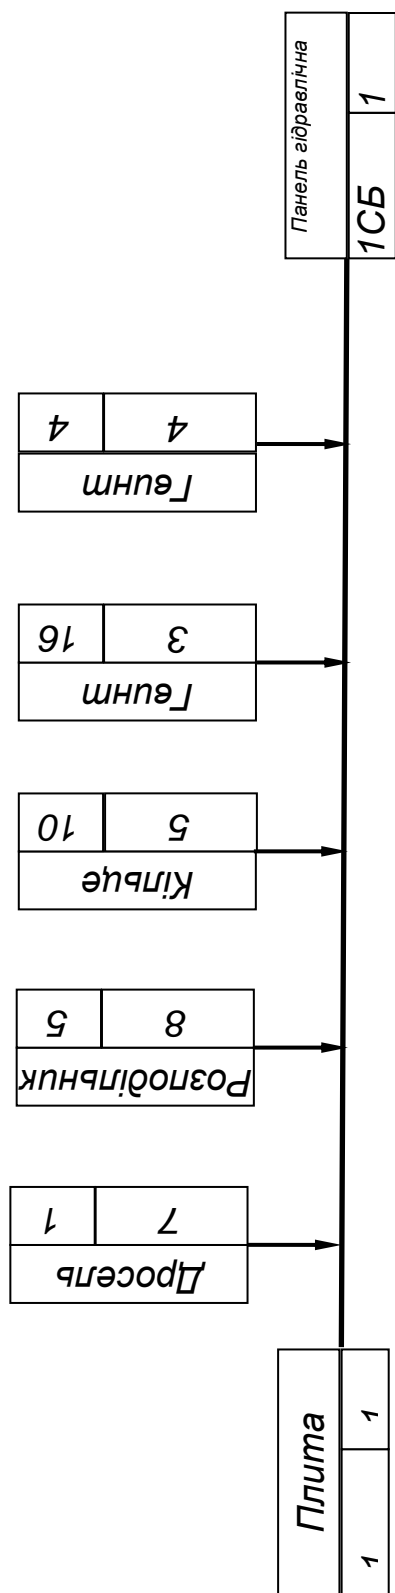 Панель гідравлічна
1СБ 1
Гвинт
4 4
Гвинт
3 16
Кільце
5 10
Розподільник
8 5
Дросель
7 1
Плита
1 1